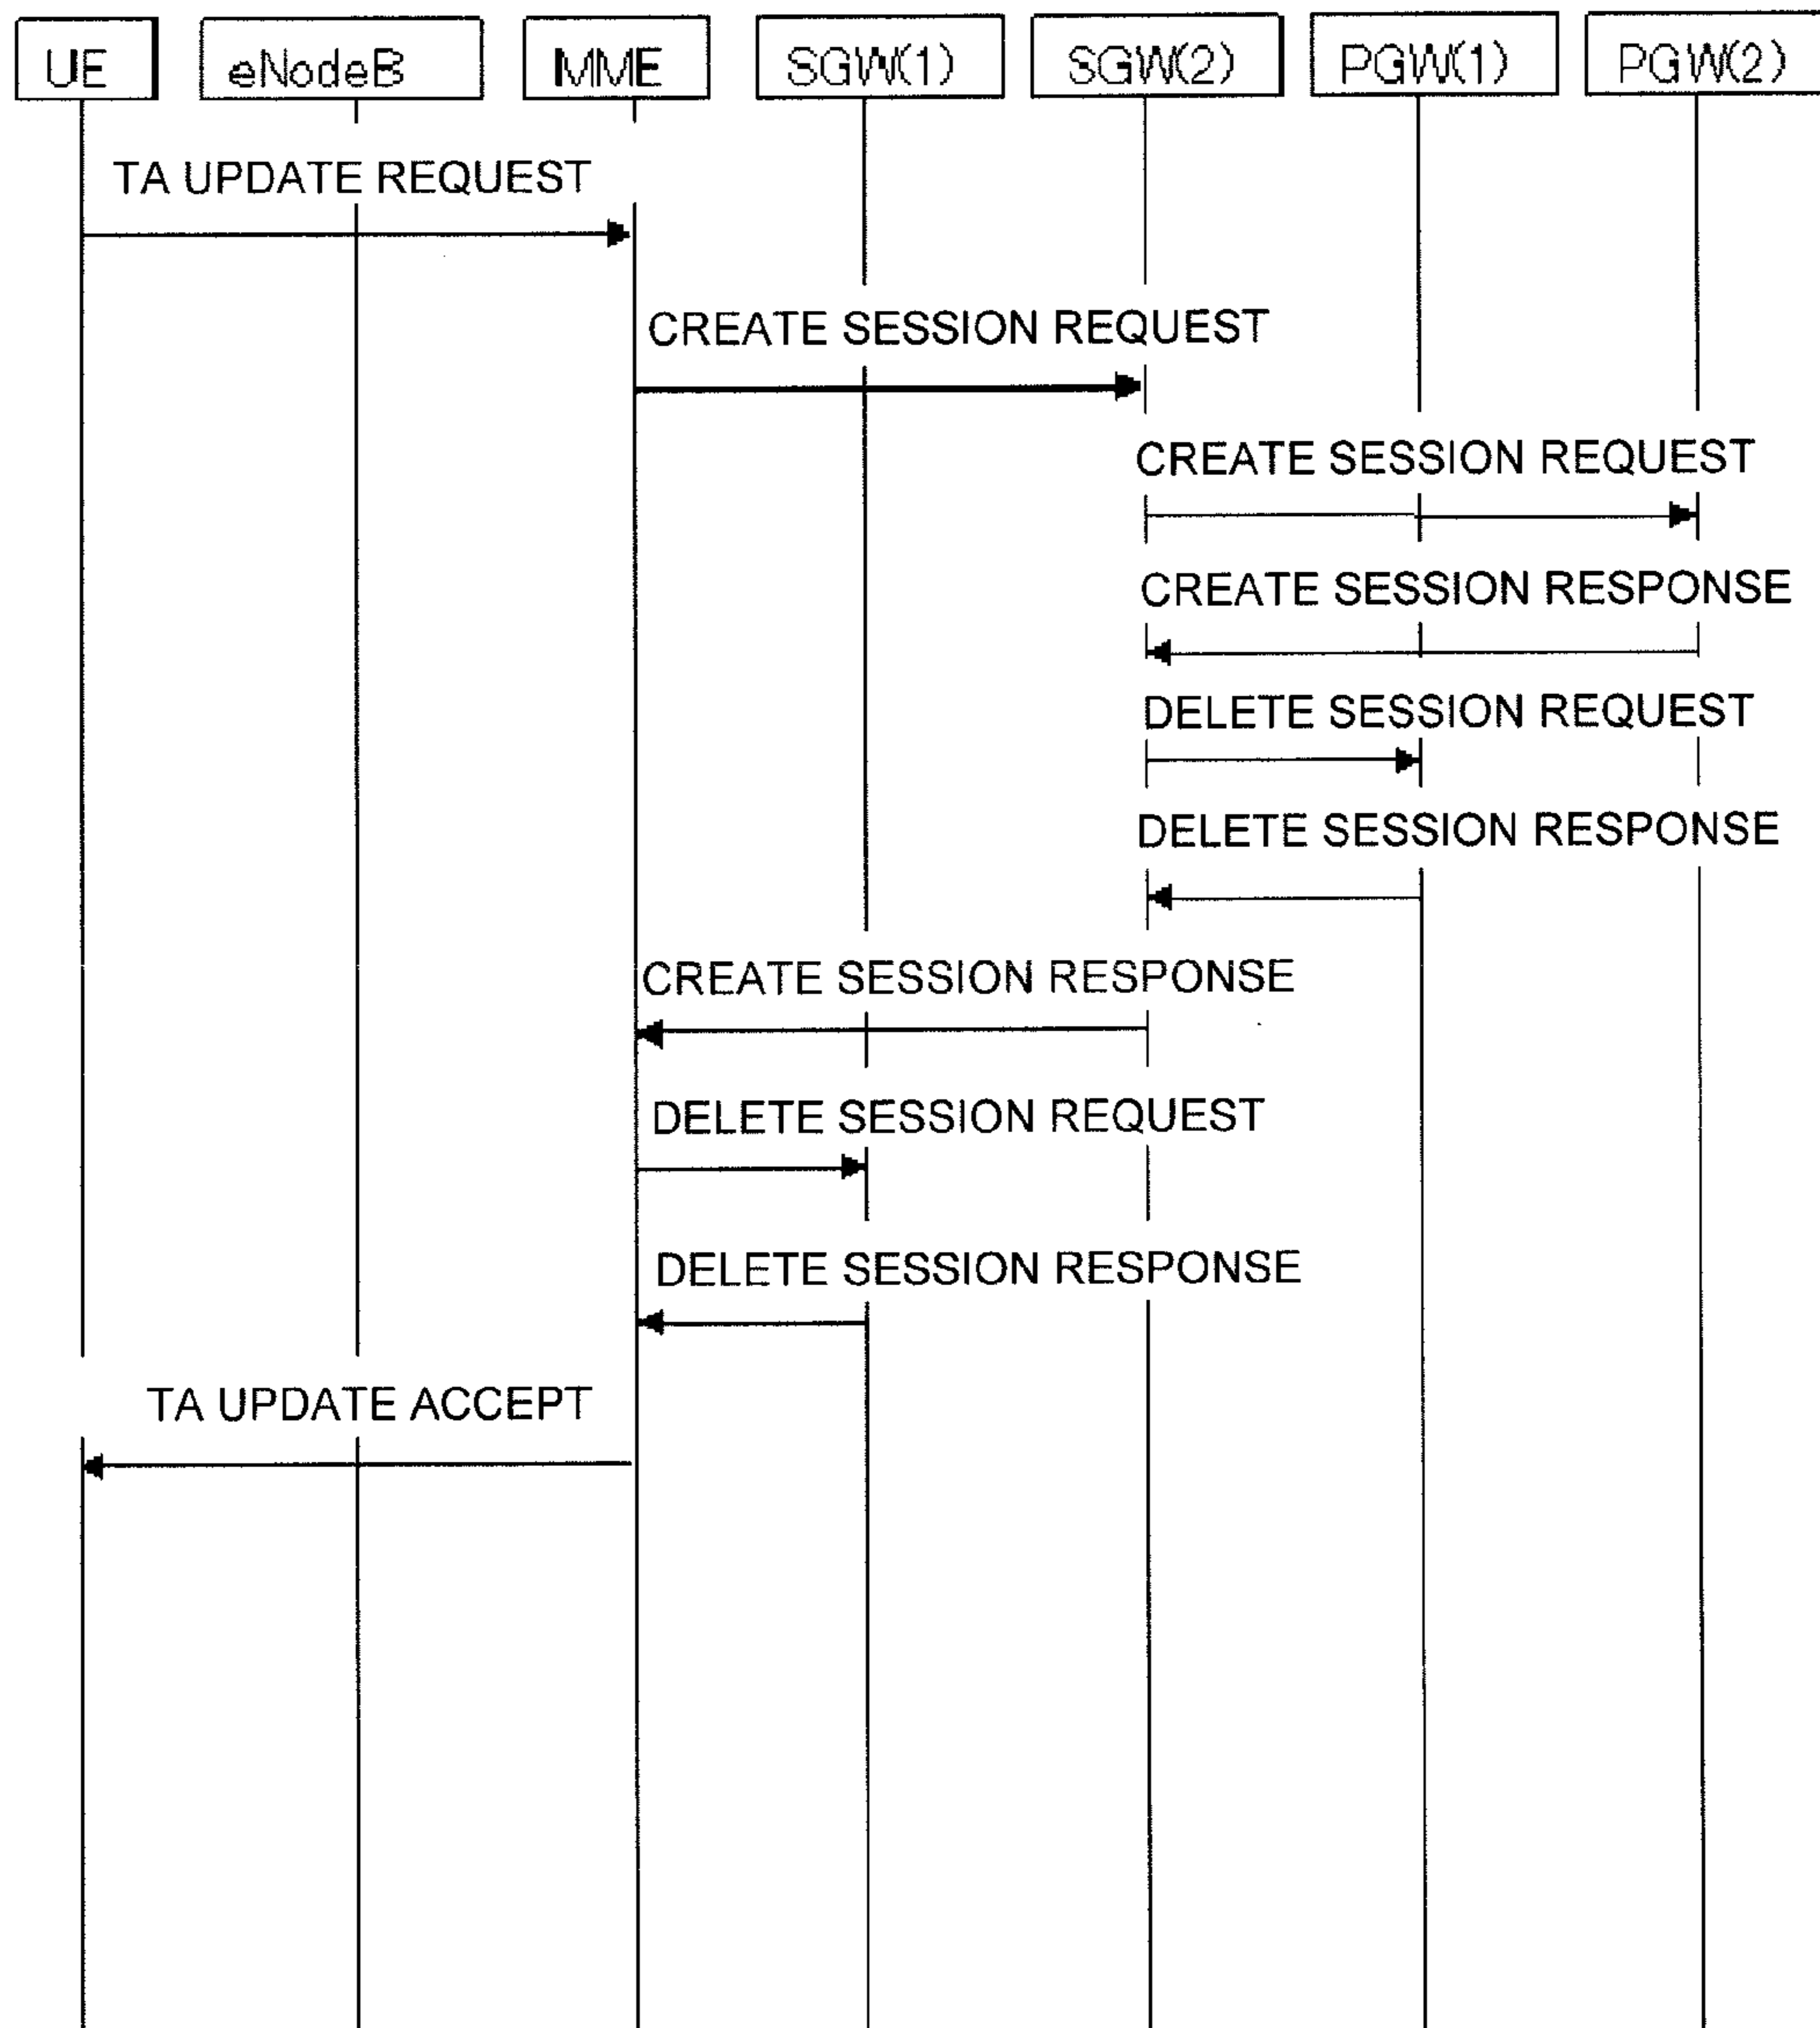 UE eNodeB MME SGW(1) SGW(2) PGW(1) PGW(2)
TA UPDATE REQUEST
CREATE SESSION REQUEST
CREATE SESSION REQUEST
CREATE SESSION RESPONSE
DELETE SESSION REQUEST
DELETE SESSION RESPONSE
CREATE SESSION RESPONSE
DELETE SESSION REQUEST
DELETE SESSION RESPONSE
TA UPDATE ACCEPT